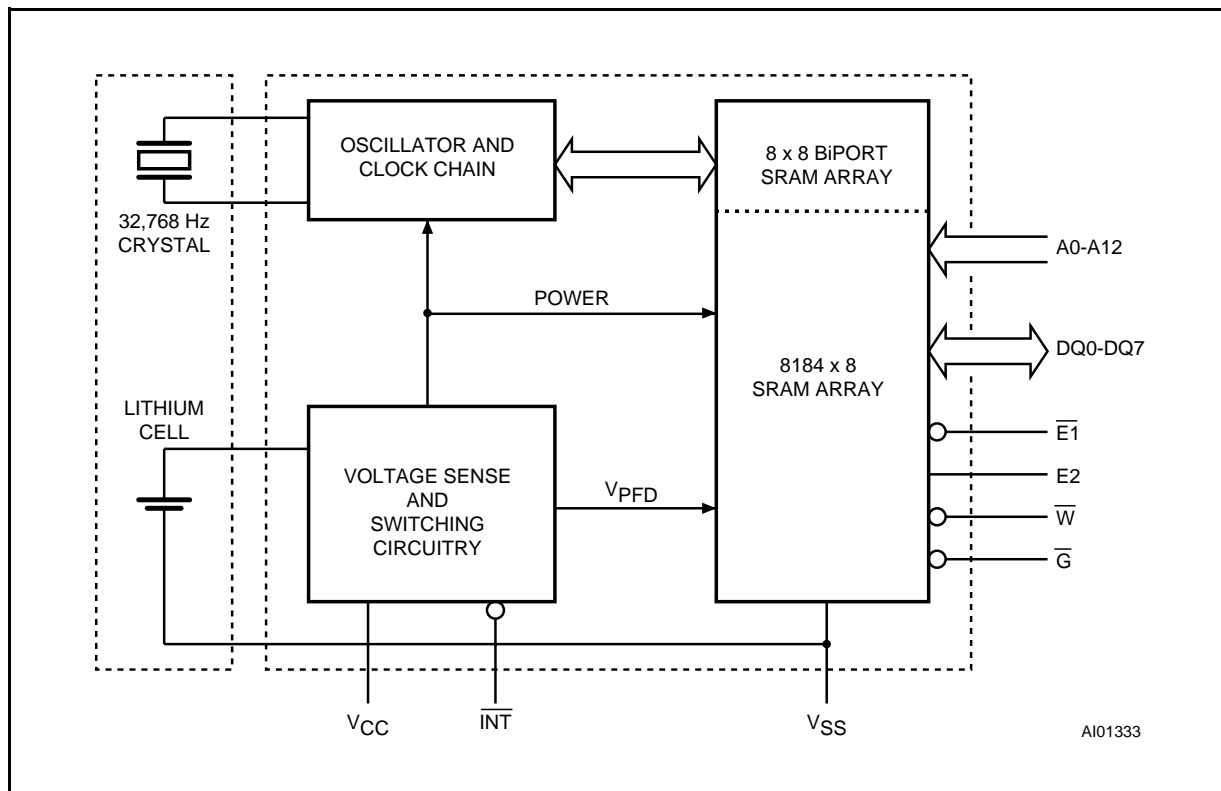 OSCILLATOR AND
CLOCK CHAIN
8 x 8 BiPORT
SRAM ARRAY
32,768 Hz
CRYSTAL
A0-A12
POWER
DQ0-DQ7
8184 x 8
SRAM ARRAY
LITHIUM
CELL
E1
VOLTAGE SENSE
AND
SWITCHING
CIRCUITRY
VPFD
E2
W
G
VCC
INT
VSS
AI01333